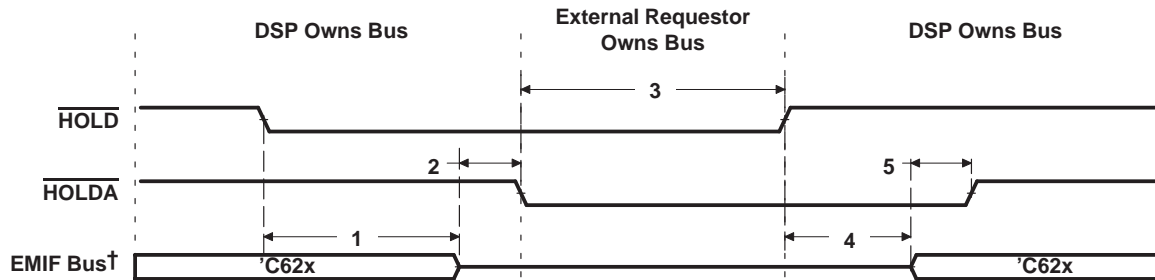 DSP Owns Bus
External Requestor
Owns Bus
DSP Owns Bus
3
HOLD
2
5
HOLDA
1
4
EMIF Bus†
’C62x
’C62x